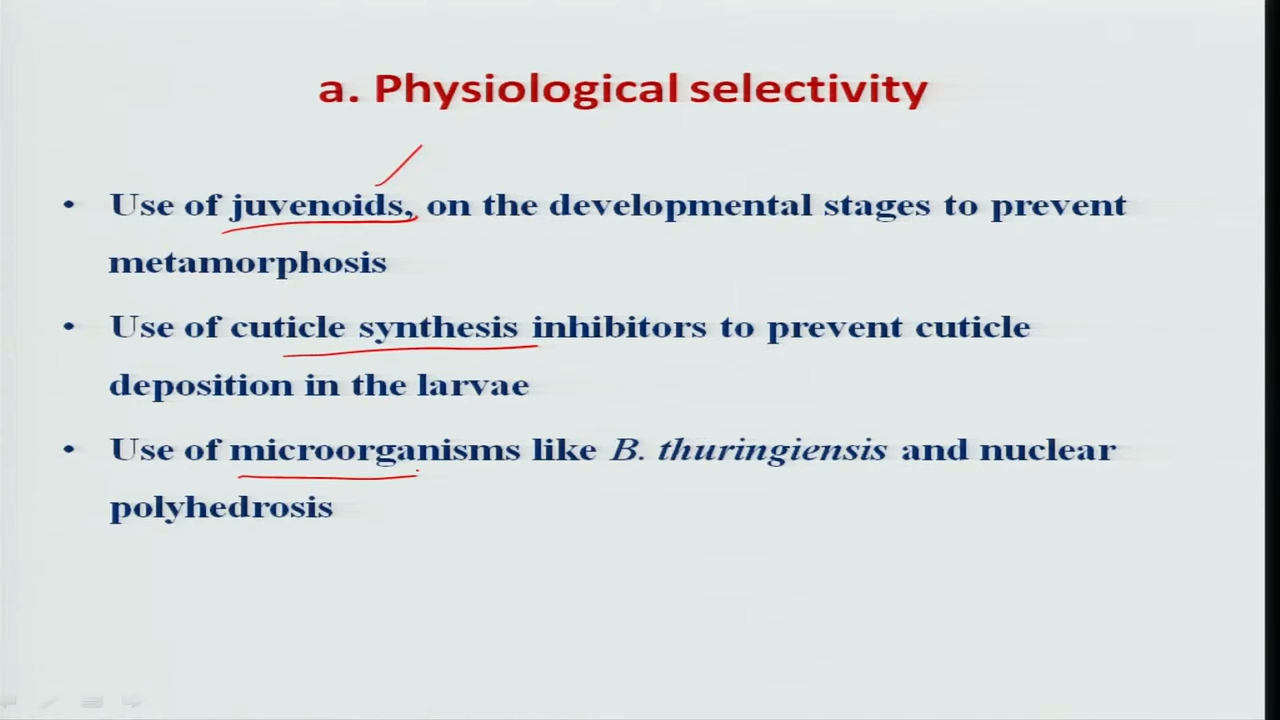 a. Physiological selectivity
• Use of juvenoids, on the developmental stages to prevent
metamorphosis
• Use of cuticle synthesis inhibitors to prevent cuticle
deposition in the larvae
• Use of microorganisms like B. thuringiensis and nuclear
polyhedrosis